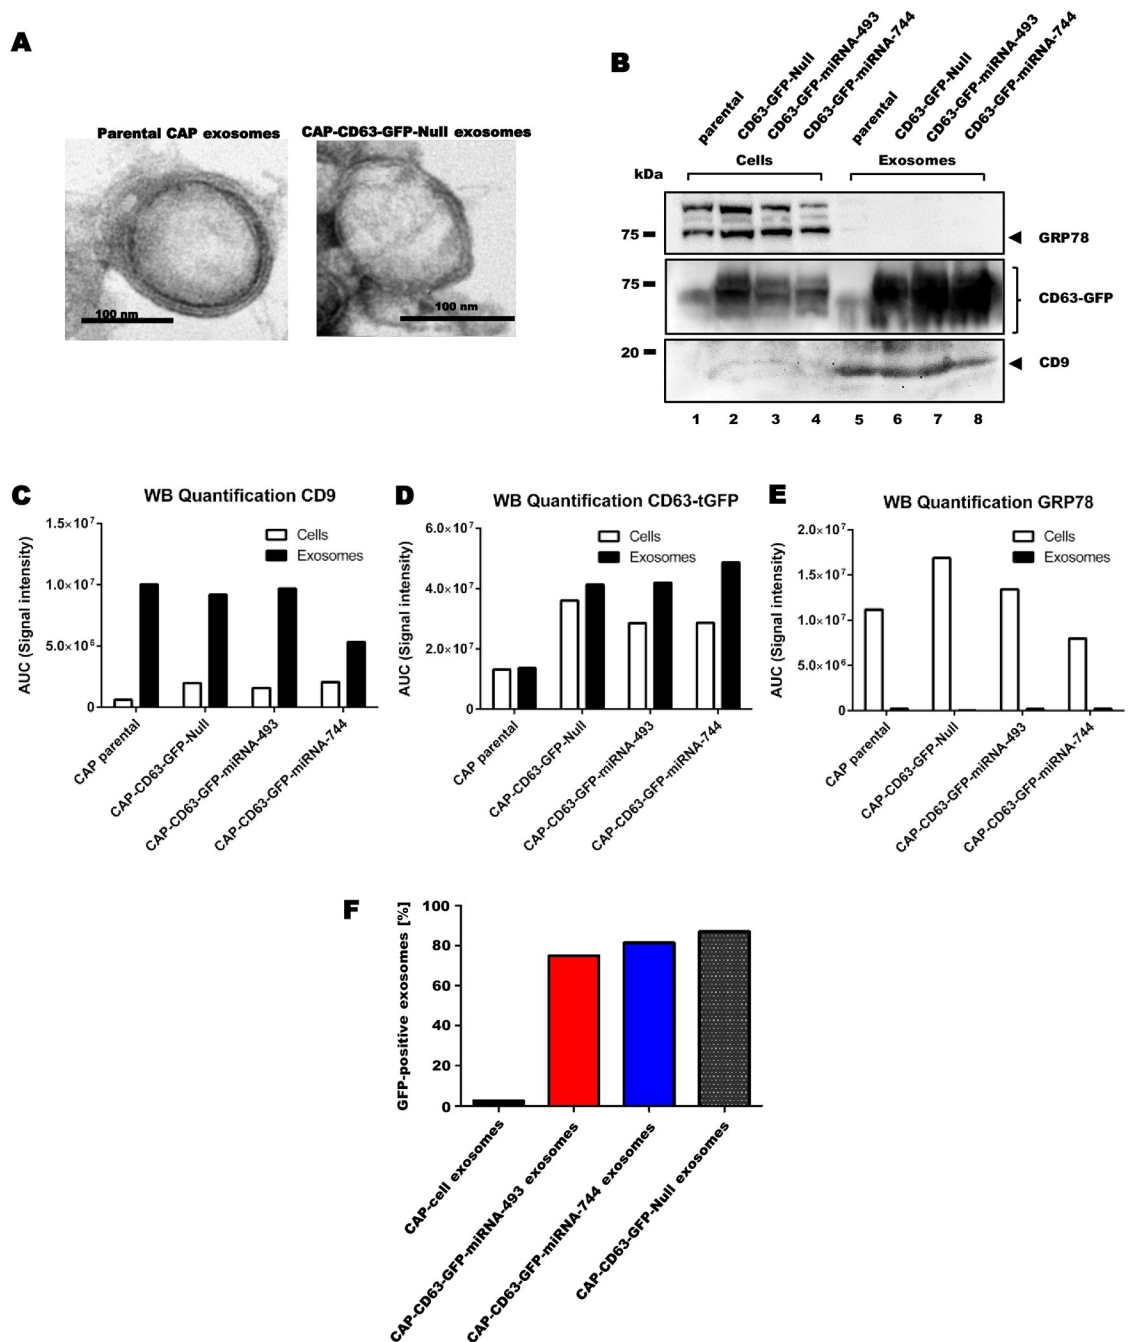 A
Parental CAP exosomes
CAP-CD63-GFP-Null exosomes
100 nm
100 nm
B
parental
CD63-GFP-Null
CD63-GFP-miRNA-493
CD63-GFP-miRNA-744
parental
CD63-GFP-Null
CD63-GFP-miRNA-493
CD63-GFP-miRNA-744
Cells
Exosomes
kDa
75
GRP78
75
CD63-GFP
20
CD9
1 2 3 4 5 6 7 8
C
WB Quantification CD9
AUC (Signal intensity)
1.5×10⁷
1.0×10⁷
5.0×10⁶
0
Cells
Exosomes
CAP parental
CAP-CD63-GFP-Null
CAP-CD63-GFP-miRNA-493
CAP-CD63-GFP-miRNA-744
D
WB Quantification CD63-tGFP
AUC (Signal intensity)
6.0×10⁷
4.0×10⁷
2.0×10⁷
0
Cells
Exosomes
CAP parental
CAP-CD63-GFP-Null
CAP-CD63-GFP-miRNA-493
CAP-CD63-GFP-miRNA-744
E
WB Quantification GRP78
AUC (Signal intensity)
2.0×10⁷
1.5×10⁷
1.0×10⁷
5.0×10⁶
0
Cells
Exosomes
CAP parental
CAP-CD63-GFP-Null
CAP-CD63-GFP-miRNA-493
CAP-CD63-GFP-miRNA-744
F
GFP-positive exosomes [%]
100
80
60
40
20
0
CAP-cell exosomes
CAP-CD63-GFP-miRNA-493 exosomes
CAP-CD63-GFP-miRNA-744 exosomes
CAP-CD63-GFP-Null exosomes